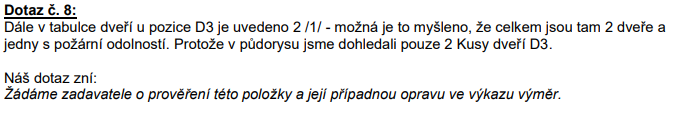 Dotaz č. 8:
Dále v tabulce dveří u pozice D3 je uvedeno 2 /1/ - možná je to myšleno, že celkem jsou tam 2 dveře a
jedny s požární odolností. Protože v půdorysu jsme dohledali pouze 2 Kusy dveří D3.
Náš dotaz zní:
Žádáme zadavatele o prověření této položky a její případnou opravu ve výkazu výměr.